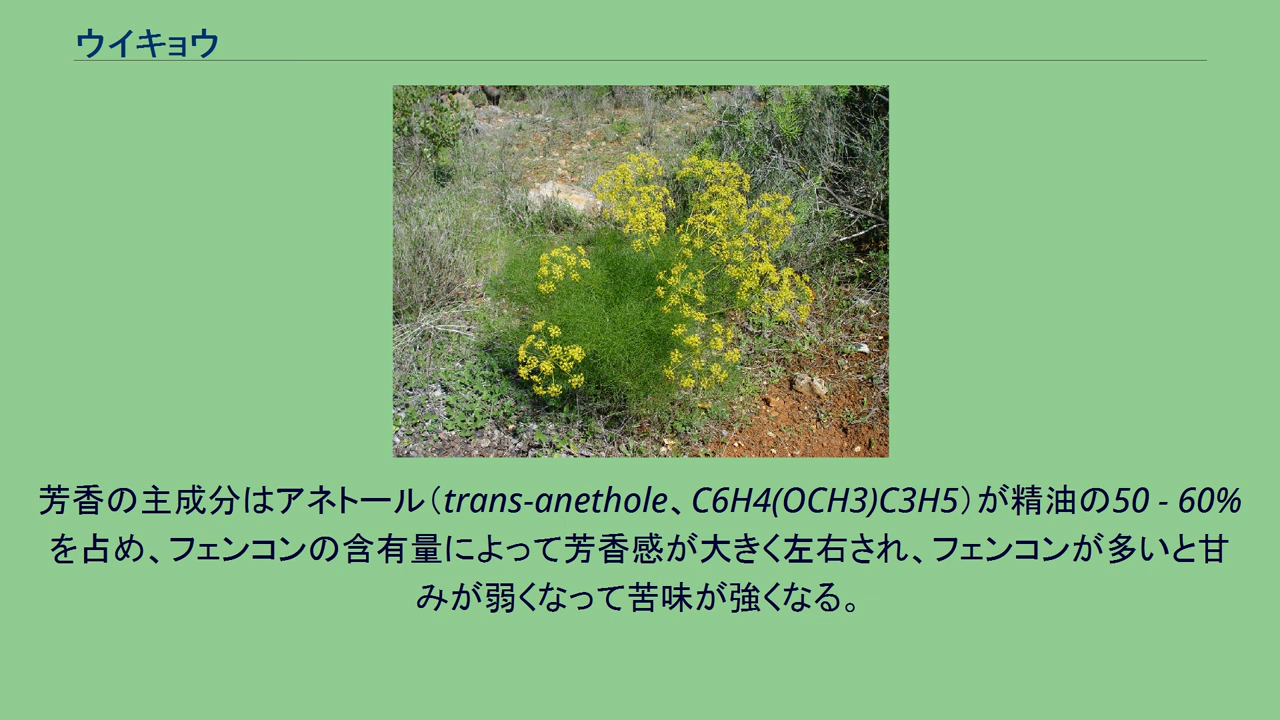 ウイキョウ
芳香の主成分はアネトール（trans-anethole、C6H4(OCH3)C3H5）が精油の50 - 60%
を占め、フェンコンの含有量によって芳香感が大きく左右され、フェンコンが多いと甘
みが弱くなって苦味が強くなる。